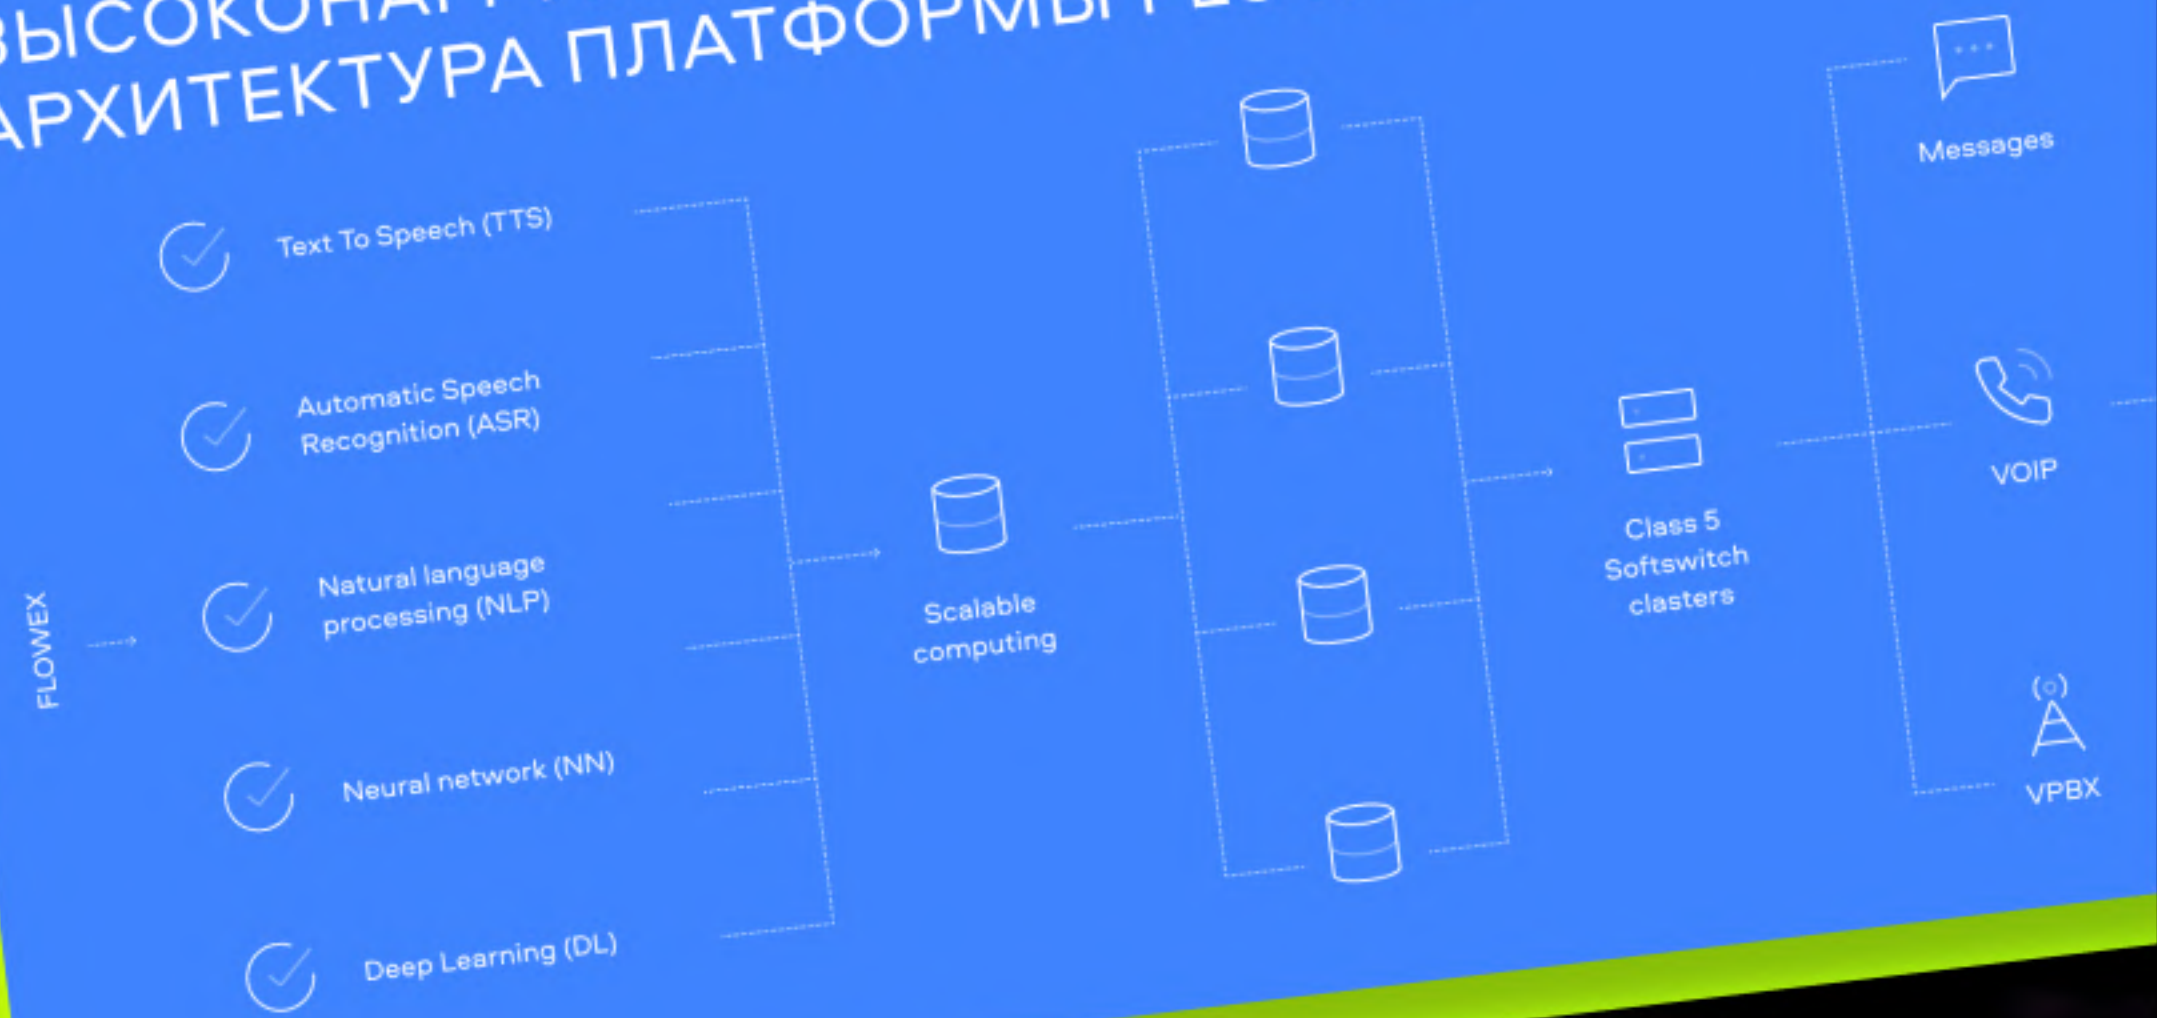 АРХИТЕКТУРА ПЛАТФОРМЫ
Text To Speech (TTS)
Automatic Speech
Recognition (ASR)
Natural language
processing (NLP)
Neural network (NN)
Deep Learning (DL)
FLOWEX
Scalable
computing
Class 5
Softswitch
clasters
Messages
VOIP
VPBX